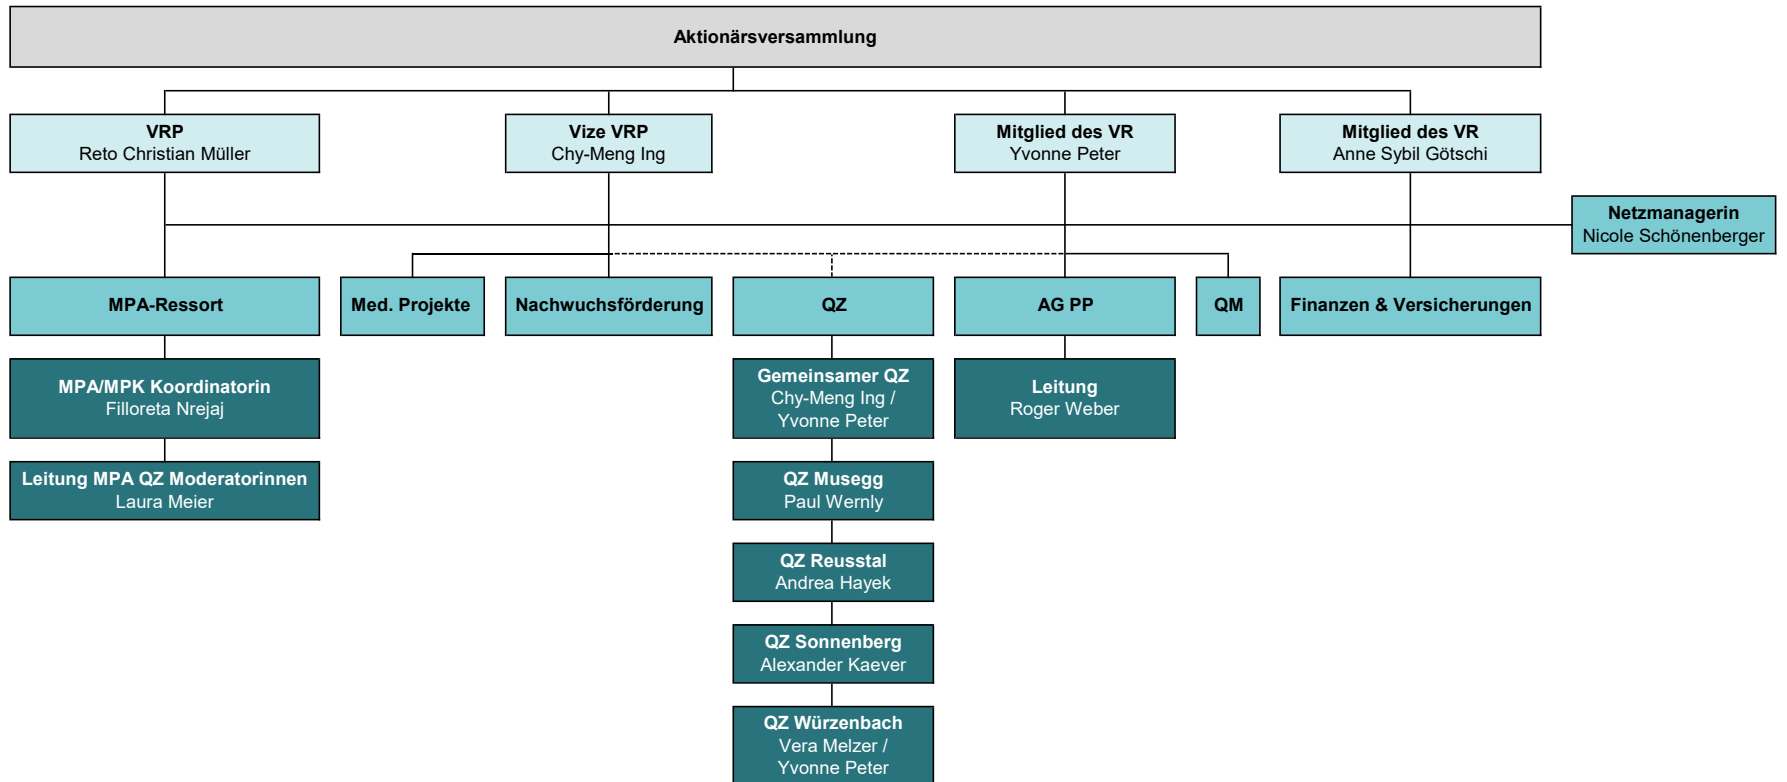 Aktionärsversammlung
VRP
Reto Christian Müller
Vize VRP
Chy-Meng Ing
Mitglied des VR
Yvonne Peter
Mitglied des VR
Anne Sybil Götschi
Netzmanagerin
Nicole Schönenberger
MPA-Ressort
Med. Projekte
Nachwuchsförderung
QZ
AG PP
QM
Finanzen & Versicherungen
MPA/MPK Koordinatorin
Filloreta Nrejaj
Gemeinsamer QZ
Chy-Meng Ing /
Yvonne Peter
Leitung
Roger Weber
Leitung MPA QZ Moderatorinnen
Laura Meier
QZ Musegg
Paul Wernly
QZ Reusstal
Andrea Hayek
QZ Sonnenberg
Alexander Kaever
QZ Würzenbach
Vera Melzer /
Yvonne Peter